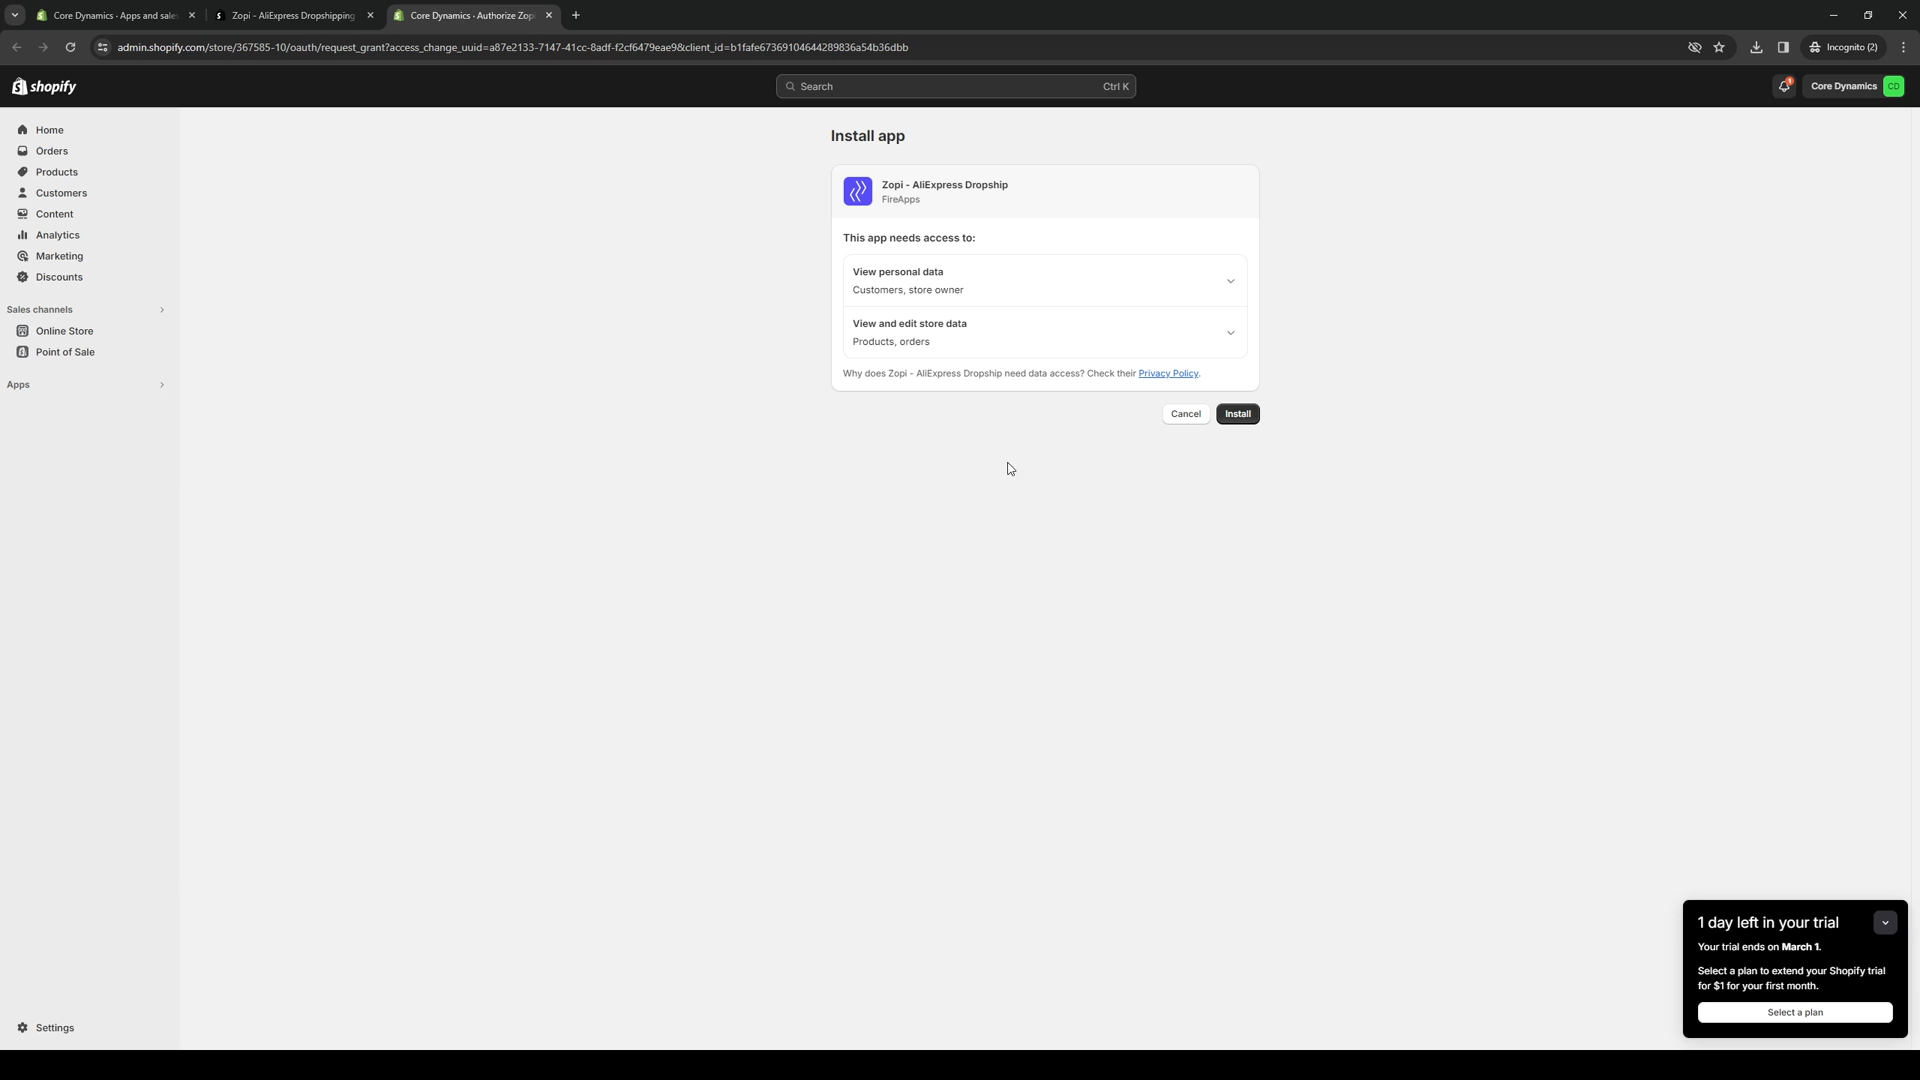 Core Dynamics · Apps and sales
Zopi - AliExpress Dropshipping
Core Dynamics · Authorize Zopi
admin.shopify.com/store/367585-10/oauth/request_grant?access_change_uuid=a87e2133-7147-41cc-8adf-f2cf6479eae9&client_id=b1fafe67369104644289836a54b36dbb
Incognito (2)
shopify
Search
Ctrl K
1
Core Dynamics
CD
Home
Orders
Products
Customers
Content
Analytics
Marketing
Discounts
Sales channels
Online Store
Point of Sale
Apps
Settings
Install app
Zopi - AliExpress Dropship
FireApps
This app needs access to:
View personal data
Customers, store owner
View and edit store data
Products, orders
Why does Zopi - AliExpress Dropship need data access? Check their Privacy Policy.
Cancel
Install
1 day left in your trial
Your trial ends on March 1.
Select a plan to extend your Shopify trial
for $1 for your first month.
Select a plan